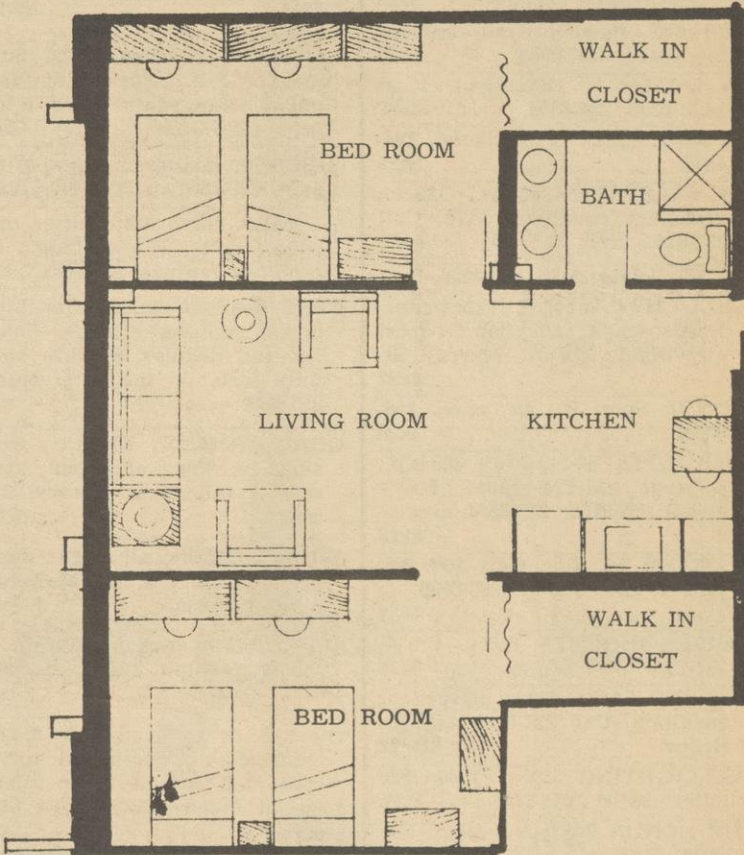 WALK IN
CLOSET
BED ROOM
BATH
LIVING ROOM
KITCHEN
WALK IN
CLOSET
BED ROOM